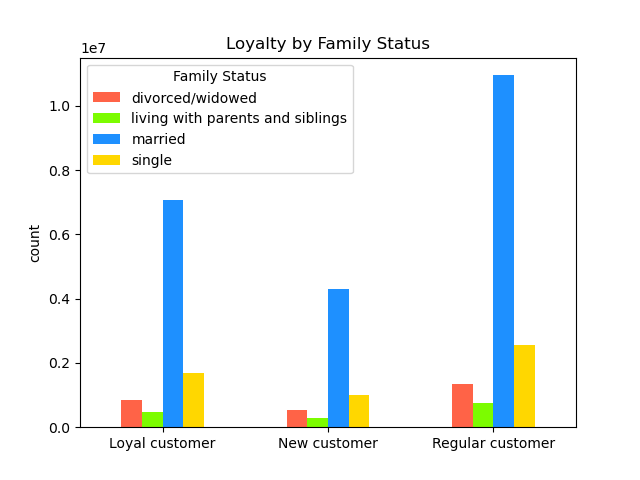 Loyalty by Family Status
1e7
Family Status
divorced/widowed
living with parents and siblings
married
single
1.0
0.8
0.6
0.4
0.2
0.0
count
Loyal customer
New customer
Regular customer